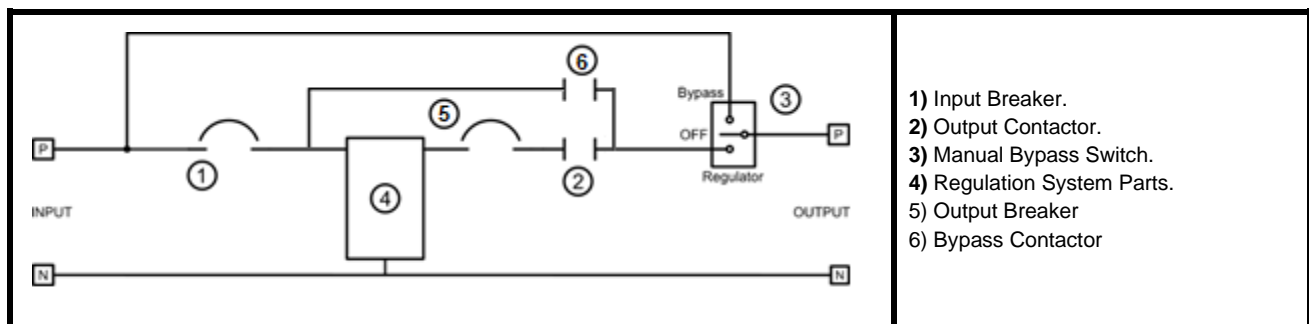 6
Bypass
3
5
OFF
P
P
1
2
Regulator
4
INPUT
OUTPUT
N
N
1) Input Breaker.
2) Output Contactor.
3) Manual Bypass Switch.
4) Regulation System Parts.
5) Output Breaker
6) Bypass Contactor